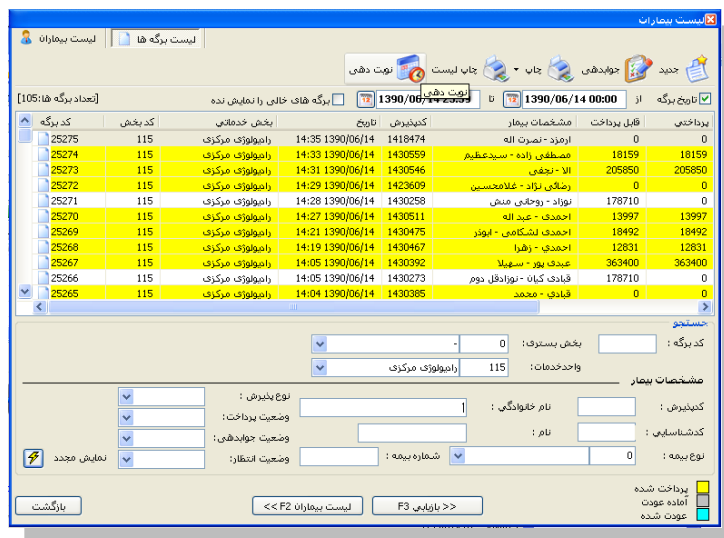 لیست بیماران
لیست برگه ها لیست بیماران
جدید جوابدهی چاپ چاپ لیست نوبت دهی
نوبت دهی
تاریخ برگه از 1390/06/14 00:00 تا 1390/06/14 23:59 برگه های خالی را نمایش نده [تعداد برگه ها:105]
پرداختی قابل پرداخت مشخصات بیمار کدپذیرش تاریخ بخش خدماتی کد بخش کد برگه
0 0 ارمزد - نصرت اله 1418474 14:35 1390/06/14 رادیولوژی مرکزی 115 25275
18159 18159 مصطفی زاده - سیدعظیم 1430559 14:33 1390/06/14 رادیولوژی مرکزی 115 25274
205850 205850 الا - نجفی 1430546 14:31 1390/06/14 رادیولوژی مرکزی 115 25273
0 0 رضائی نژاد - غلامحسین 1423609 14:29 1390/06/14 رادیولوژی مرکزی 115 25272
0 178710 نوزاد - روحانی منش 1430258 14:28 1390/06/14 رادیولوژی مرکزی 115 25271
13997 13997 احمدی - عبد اله 1430511 14:27 1390/06/14 رادیولوژی مرکزی 115 25270
18492 18492 احمدی لشکامی - ابوذر 1430475 14:21 1390/06/14 رادیولوژی مرکزی 115 25269
12831 12831 احمدي - زهرا 1430467 14:19 1390/06/14 رادیولوژی مرکزی 115 25268
363400 363400 عبدی پور - سهیلا 1430392 14:05 1390/06/14 رادیولوژی مرکزی 115 25267
0 178710 قبادی کیان - نوزادقل دوم 1430273 14:05 1390/06/14 رادیولوژی مرکزی 115 25266
0 0 قبادي - محمد 1430385 14:04 1390/06/14 رادیولوژی مرکزی 115 25265
جستجو
کد برگه : بخش بستری: 0 -
واحدخدمات: 115 رادیولوژی مرکزی
مشخصات بیمار
کدپذیرش : نام خانوادگی : نوع پذیرش :
وضعیت پرداخت:
کدشناسایی : نام : وضعیت جوابدهی:
نوع بیمه : 0 شماره بیمه : وضعیت انتظار: نمایش مجدد
پرداخت شده
آماده عودت
عودت شده
<< بازیابی F3 لیست بیماران F2 >> بازگشت